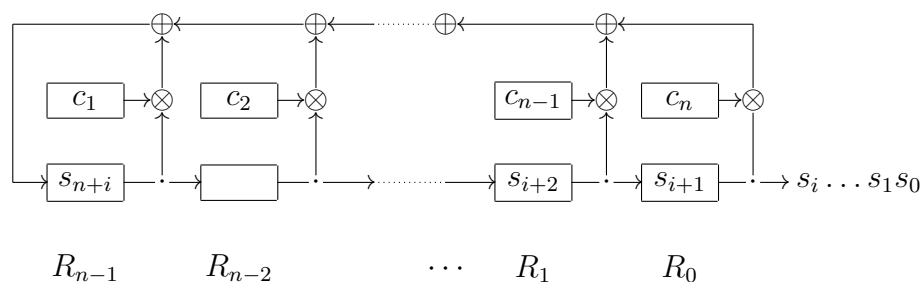 c₁ c₂ cₙ₋₁ cₙ
sₙ₊ᵢ sᵢ₊₂ sᵢ₊₁ sᵢ … s₁s₀
Rₙ₋₁ Rₙ₋₂ ⋯ R₁ R₀